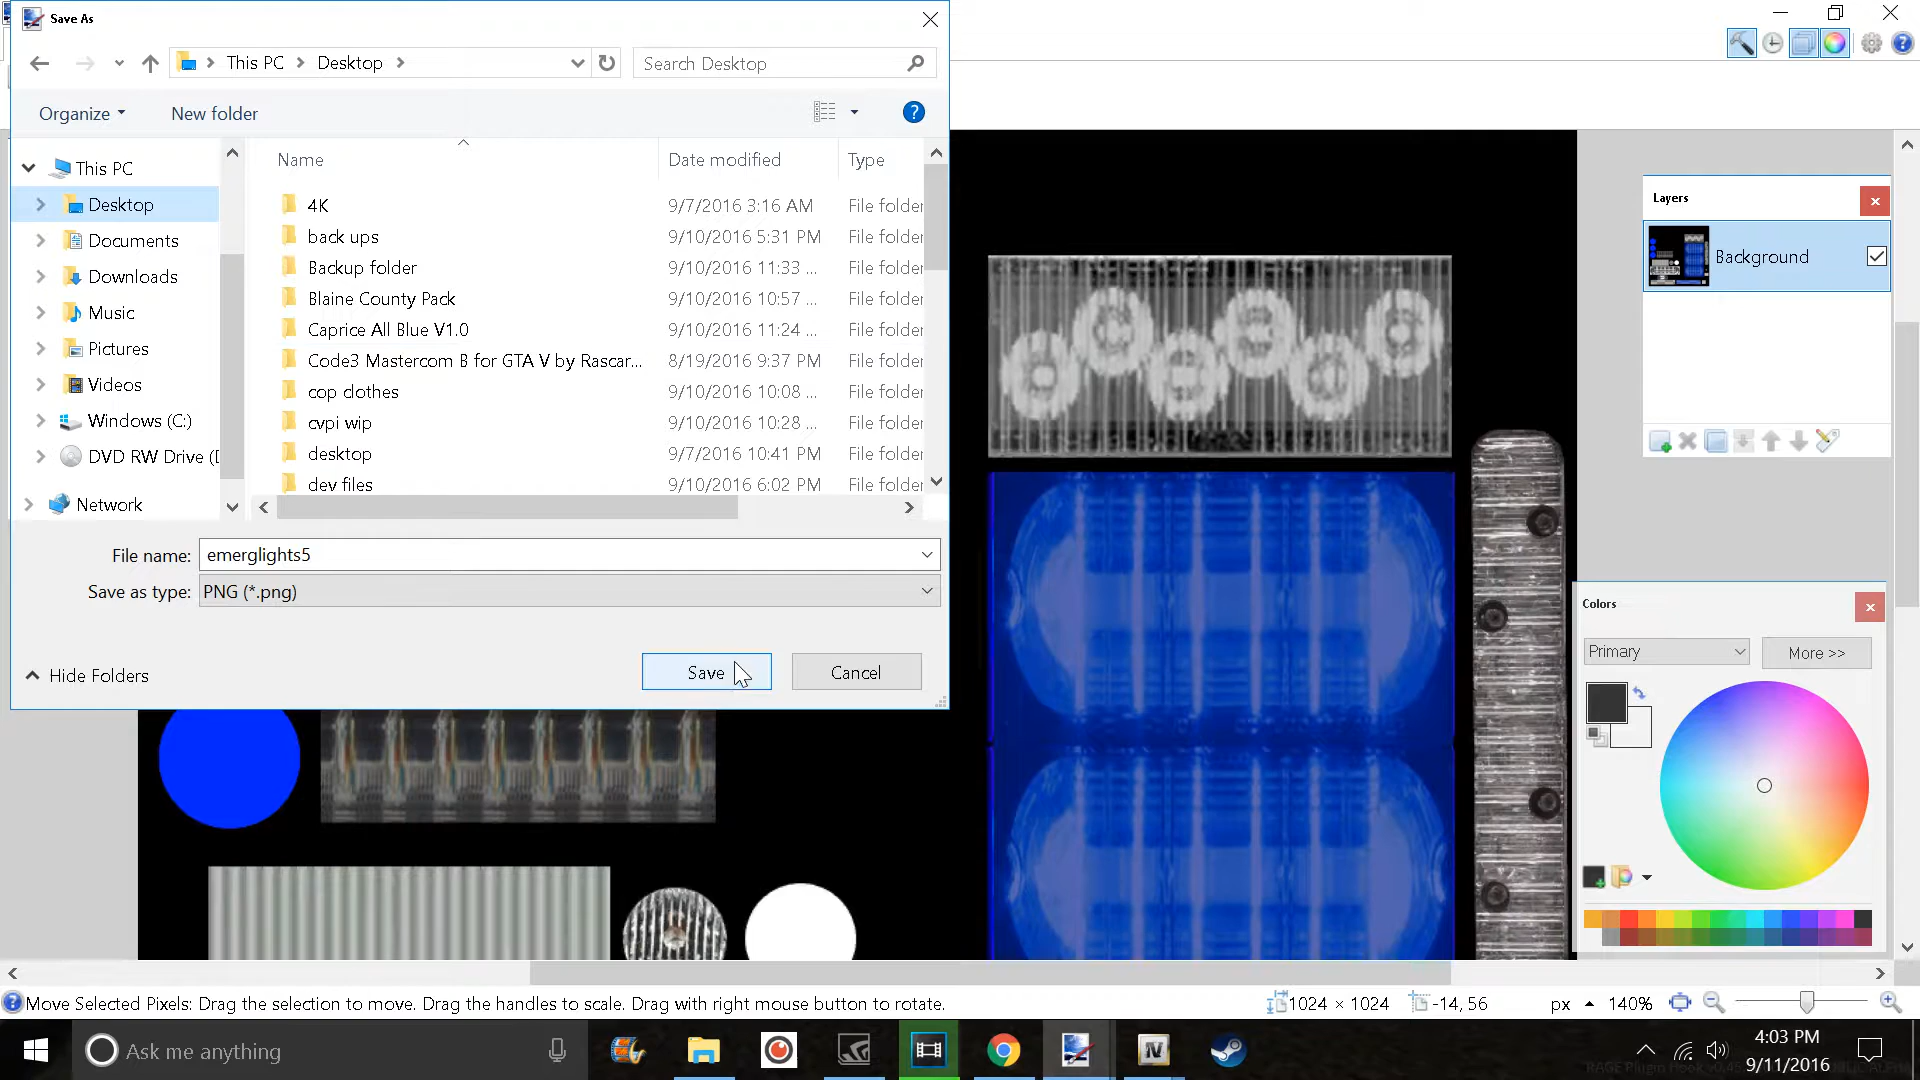 Save As
This PC
Desktop
Search Desktop
Organize
New folder
Name
Date modified
Type
This PC
Desktop
Documents
Downloads
Music
Pictures
Videos
Windows (C:)
DVD RW Drive (D
Network
4K 9/7/2016 3:16 AM File folder
back ups 9/10/2016 5:31 PM File folder
Backup folder 9/10/2016 11:33 ... File folder
Blaine County Pack 9/10/2016 10:57 ... File folder
Caprice All Blue V1.0 9/10/2016 11:24 ... File folder
Code3 Mastercom B for GTA V by Rascar... 8/19/2016 9:37 PM File folder
cop clothes 9/10/2016 10:08 ... File folder
cvpi wip 9/10/2016 10:28 ... File folder
desktop 9/7/2016 10:41 PM File folder
dev files 9/10/2016 6:02 PM File folder
File name: emerglights5
Save as type: PNG (*.png)
Hide Folders
Save
Cancel
Layers
Background
Colors
Primary
More >>
Move Selected Pixels: Drag the selection to move. Drag the handles to scale. Drag with right mouse button to rotate.
1024 × 1024
-14, 56
px
140%
Ask me anything
4:03 PM
9/11/2016